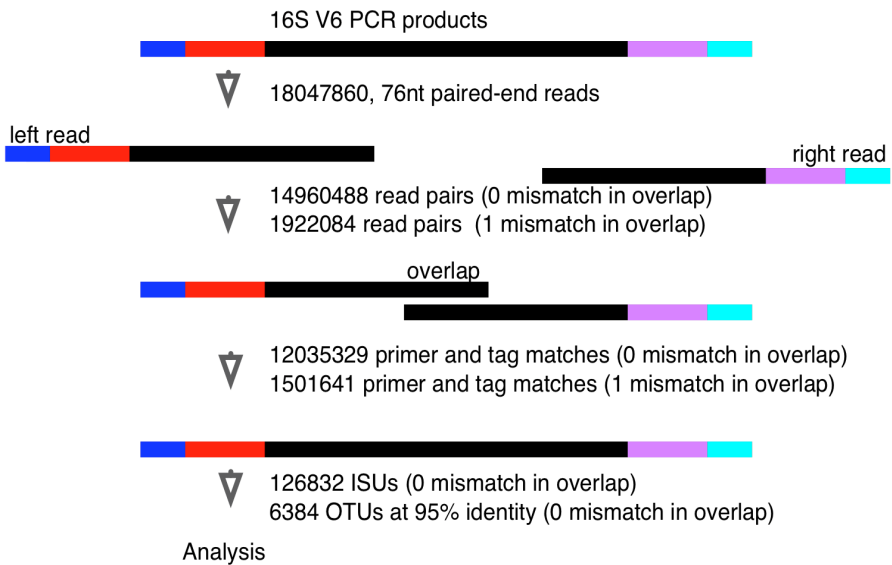 16S V6 PCR products
18047860, 76nt paired-end reads
left read
right read
14960488 read pairs (0 mismatch in overlap)
1922084 read pairs (1 mismatch in overlap)
overlap
12035329 primer and tag matches (0 mismatch in overlap)
1501641 primer and tag matches (1 mismatch in overlap)
126832 ISUs (0 mismatch in overlap)
6384 OTUs at 95% identity (0 mismatch in overlap)
Analysis